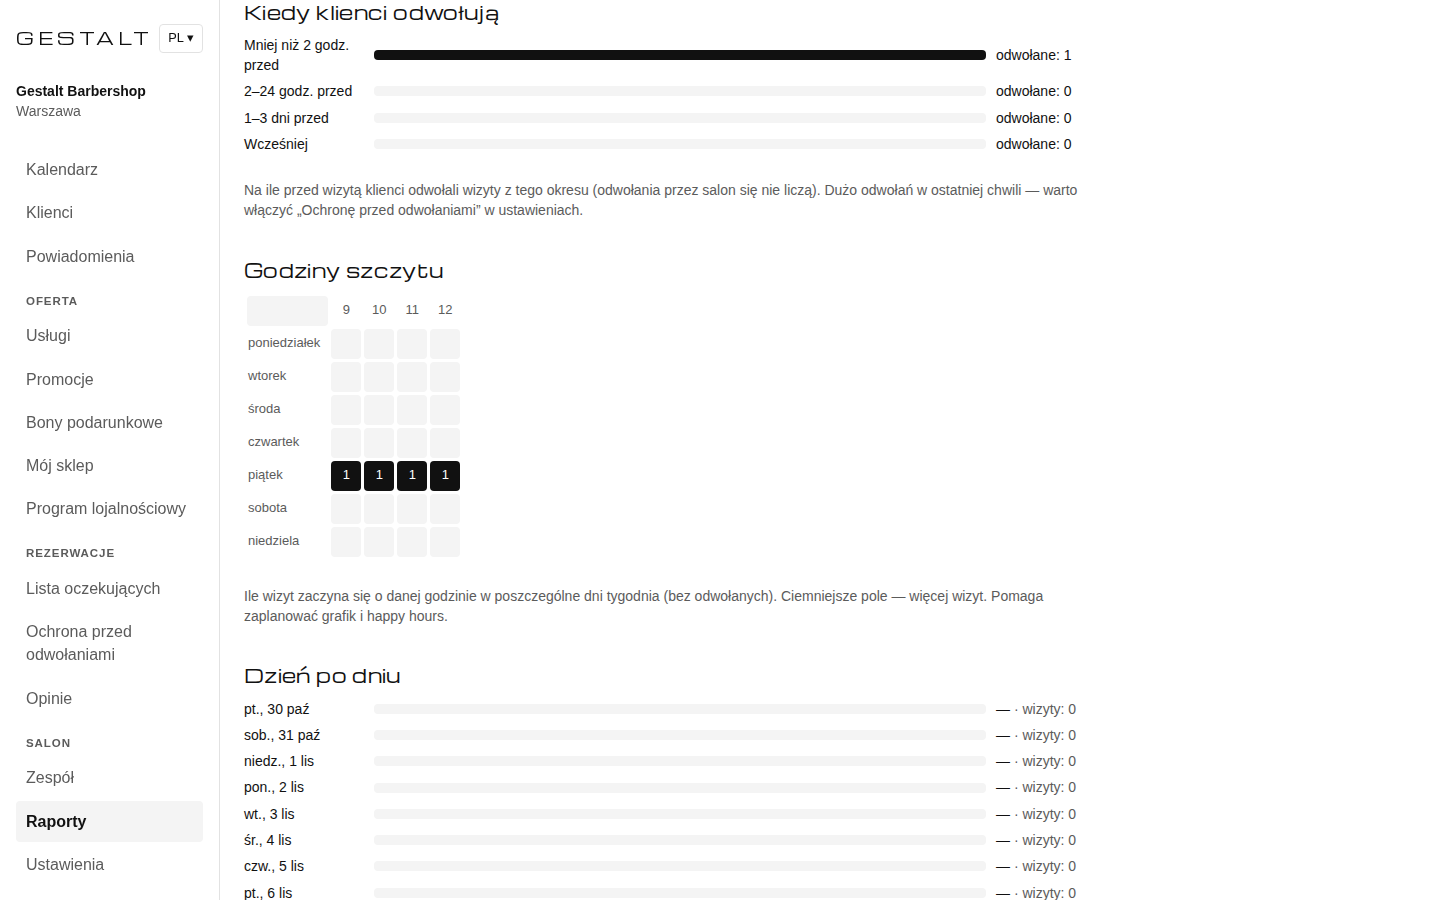 GESTALT
PL ▾
Gestalt Barbershop
Warszawa
Kalendarz
Klienci
Powiadomienia
OFERTA
Usługi
Promocje
Bony podarunkowe
Mój sklep
Program lojalnościowy
REZERWACJE
Lista oczekujących
Ochrona przed
odwołaniami
Opinie
SALON
Zespół
Raporty
Ustawienia
Kiedy klienci odwołują
Mniej niż 2 godz.
przed
odwołane: 1
2–24 godz. przed odwołane: 0
1–3 dni przed odwołane: 0
Wcześniej odwołane: 0
Na ile przed wizytą klienci odwołali wizyty z tego okresu (odwołania przez salon się nie liczą). Dużo odwołań w ostatniej chwili — warto
włączyć „Ochronę przed odwołaniami” w ustawieniach.
Godziny szczytu
9 10 11 12
poniedziałek
wtorek
środa
czwartek
piątek 1 1 1 1
sobota
niedziela
Ile wizyt zaczyna się o danej godzinie w poszczególne dni tygodnia (bez odwołanych). Ciemniejsze pole — więcej wizyt. Pomaga
zaplanować grafik i happy hours.
Dzień po dniu
pt., 30 paź — · wizyty: 0
sob., 31 paź — · wizyty: 0
niedz., 1 lis — · wizyty: 0
pon., 2 lis — · wizyty: 0
wt., 3 lis — · wizyty: 0
śr., 4 lis — · wizyty: 0
czw., 5 lis — · wizyty: 0
pt., 6 lis — · wizyty: 0